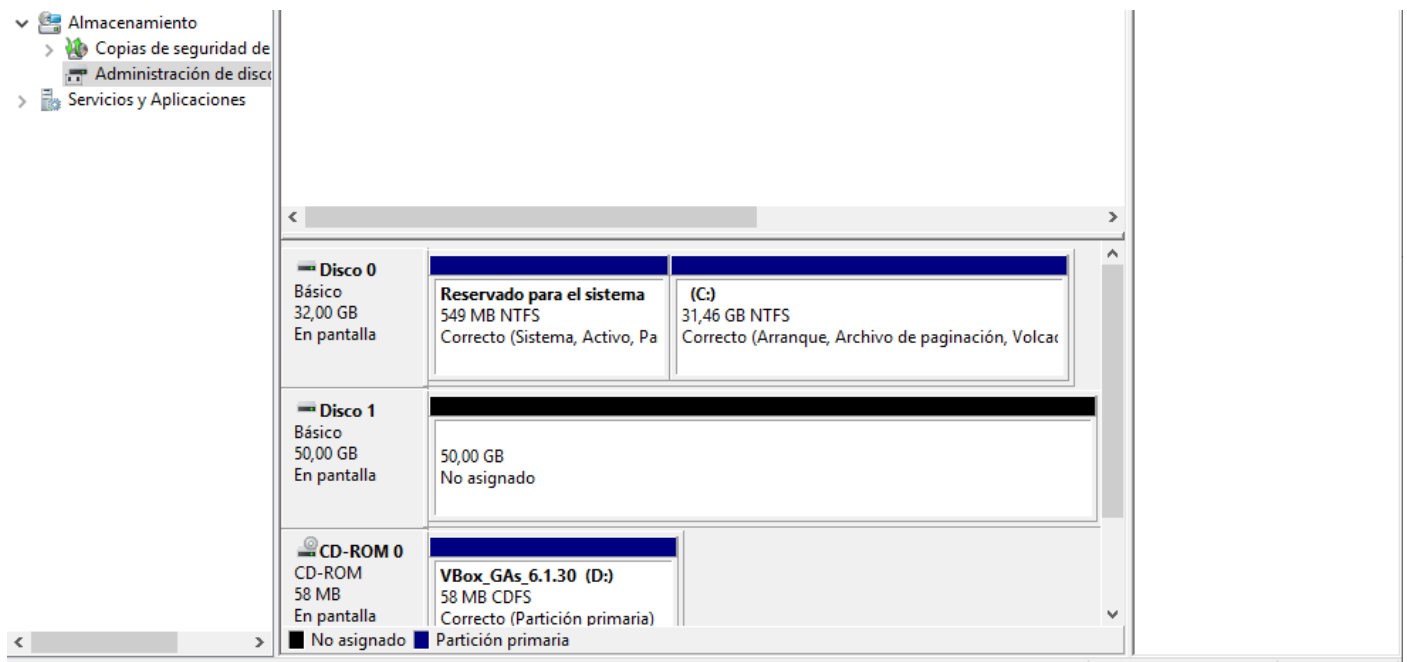 Almacenamiento
Copias de seguridad de
Administración de disco
Servicios y Aplicaciones
Disco 0
Básico
32,00 GB
En pantalla
Reservado para el sistema
549 MB NTFS
Correcto (Sistema, Activo, Pa
(C:)
31,46 GB NTFS
Correcto (Arranque, Archivo de paginación, Volcac
Disco 1
Básico
50,00 GB
En pantalla
50,00 GB
No asignado
CD-ROM 0
CD-ROM
58 MB
En pantalla
VBox_GAs_6.1.30 (D:)
58 MB CDFS
Correcto (Partición primaria)
No asignado Partición primaria